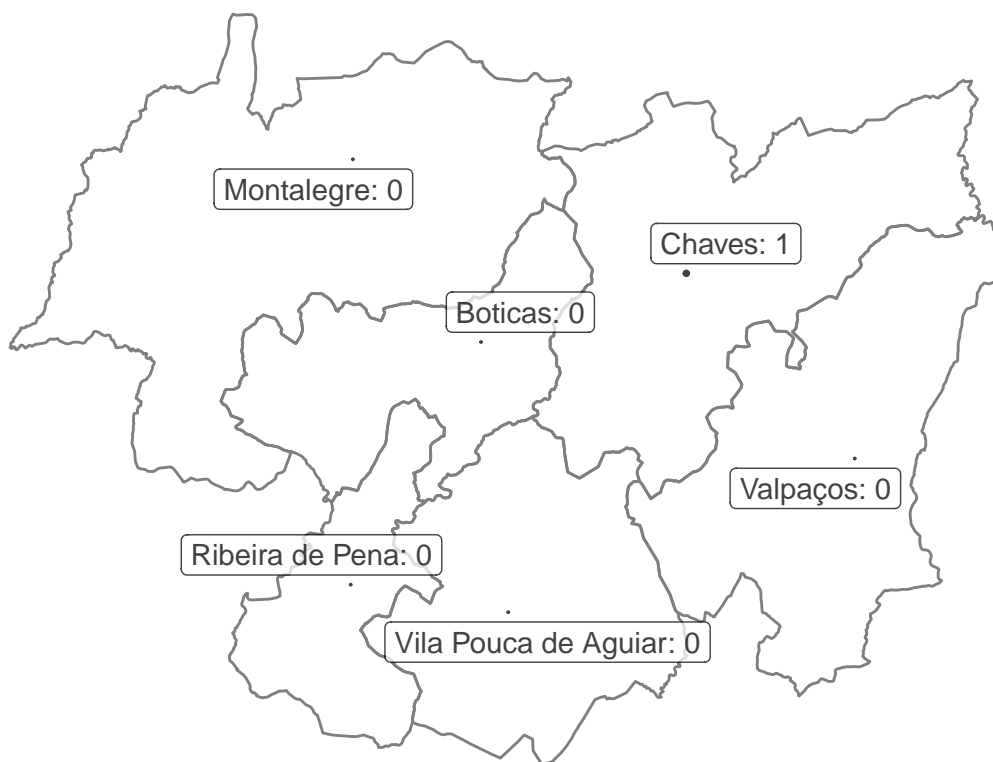 Montalegre: 0
Chaves: 1
Boticas: 0
Valpaços: 0
Ribeira de Pena: 0
Vila Pouca de Aguiar: 0